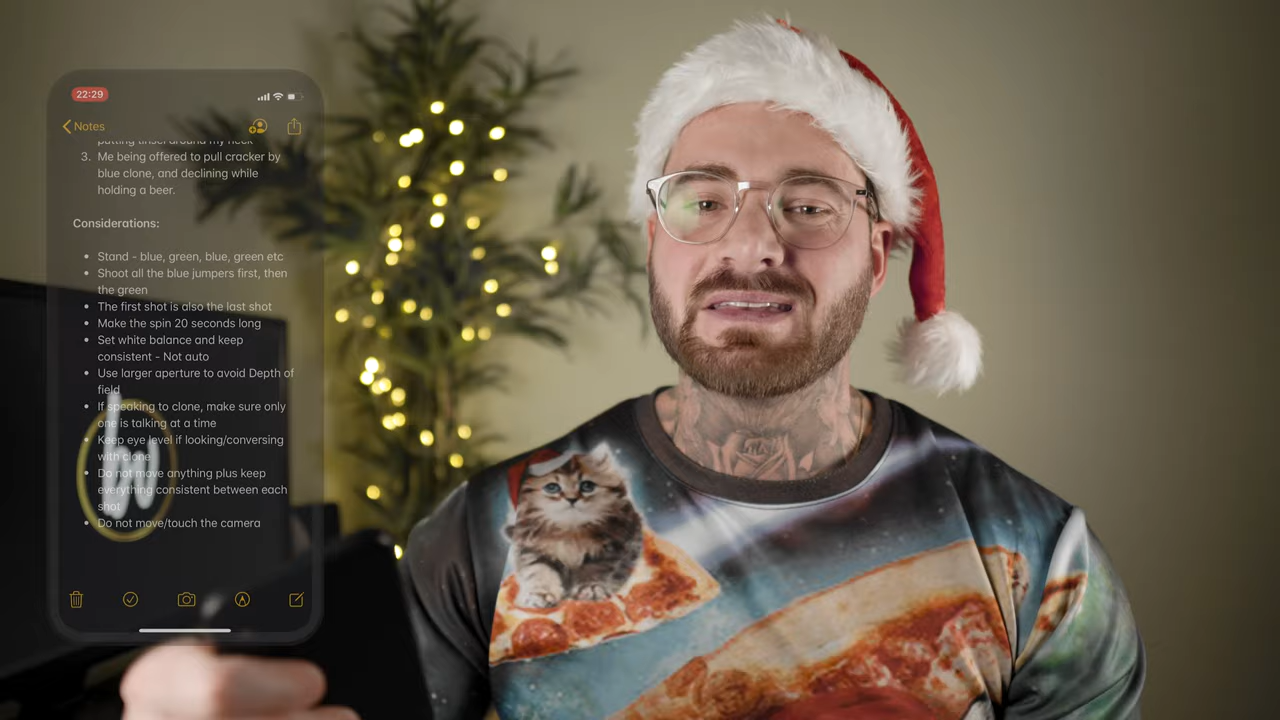 22:29
Notes
putting tinsel around my neck
3. Me being offered to pull cracker by
blue clone, and declining while
holding a beer.
Considerations:
• Stand - blue, green, blue, green etc
• Shoot all the blue jumpers first, then
the green
• The first shot is also the last shot
• Make the spin 20 seconds long
• Set white balance and keep
consistent - Not auto
• Use larger aperture to avoid Depth of
field
• If speaking to clone, make sure only
one is talking at a time
• Keep eye level if looking/conversing
with clone
• Do not move anything plus keep
everything consistent between each
shot
• Do not move/touch the camera